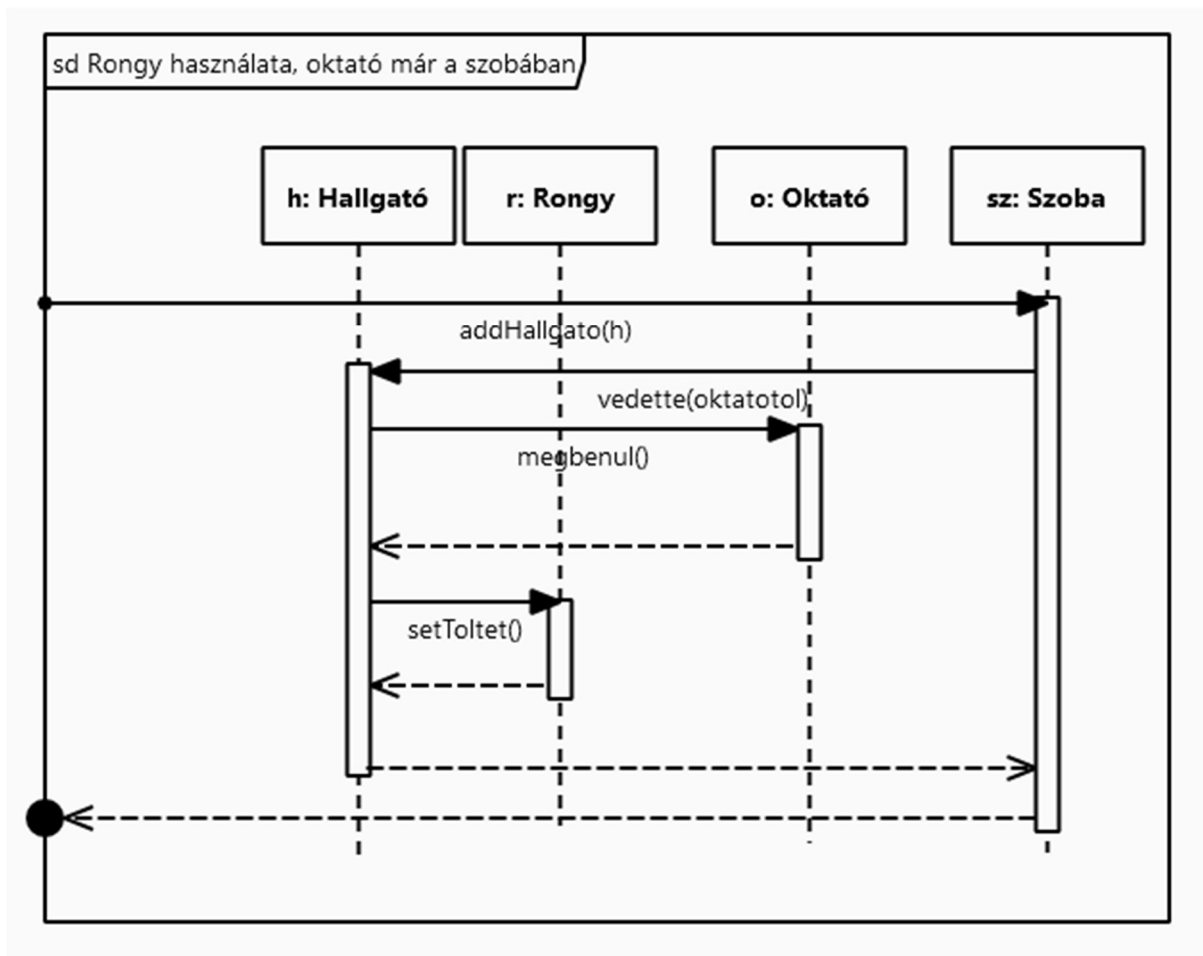 sd Rongy használata, oktató már a szobában
h: Hallgató
r: Rongy
o: Oktató
sz: Szoba
addHallgato(h)
vedette(oktatotol)
megbenul()
setToltet()